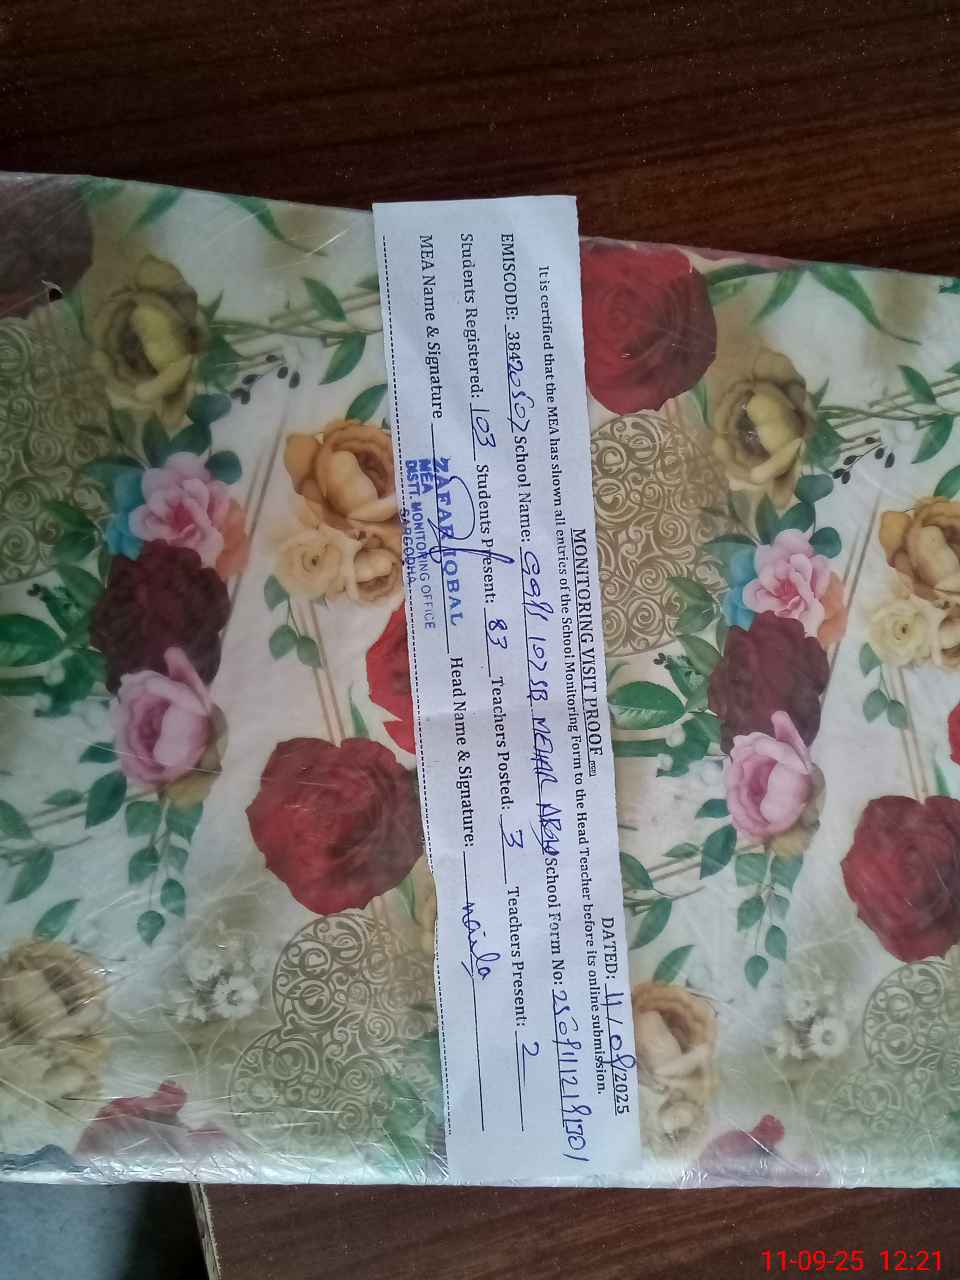 MONITORING VISIT PROOF
DATED: 11/09/2025
It is certified that the MEA has shown all entries of the School Monitoring Form to the Head Teacher before its online submission.
EMISCODE: 38420507 School Name: 107 SB MEHAR School Form No:
Students Registered: 103 Students Present: 83 Teachers Posted: 3 Teachers Present: 2
MEA Name & Signature Head Name & Signature: naila
ZAFAR IQBAL
MEA
DISTT. MONITORING OFFICE
SARGODHA
11-09-25 12:21